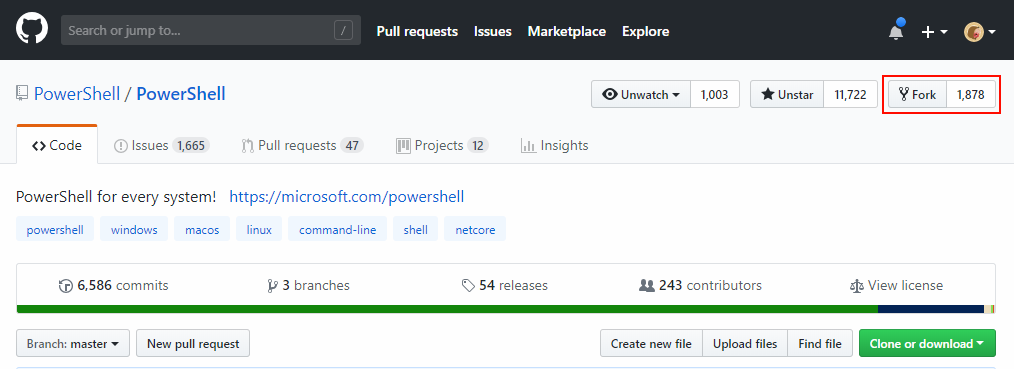 Search or jump to... / Pull requests Issues Marketplace Explore
PowerShell / PowerShell Unwatch 1,003 Unstar 11,722 Fork 1,878
Code Issues 1,665 Pull requests 47 Projects 12 Insights
PowerShell for every system! https://microsoft.com/powershell
powershell windows macos linux command-line shell netcore
6,586 commits 3 branches 54 releases 243 contributors View license
Branch: master New pull request Create new file Upload files Find file Clone or download